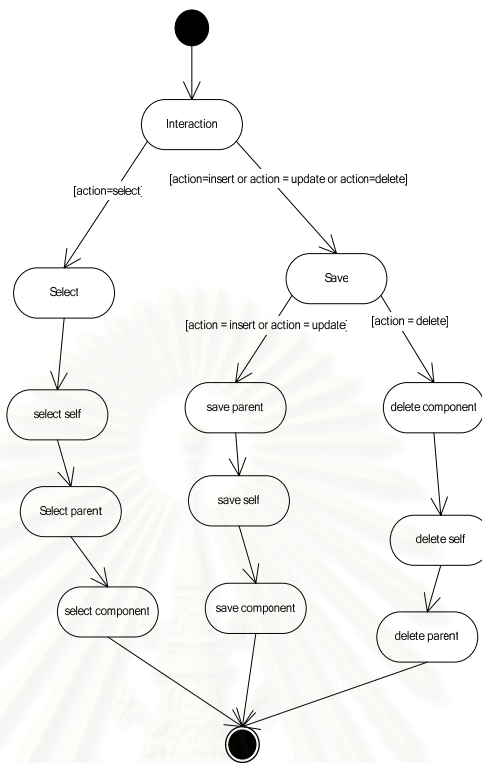 Interaction
[action=select]
[action=insert or action = update or action=delete]
Select
Save
[action = insert or action = update]
[action = delete]
select self
save parent
delete component
Select parent
save self
delete self
select component
save component
delete parent